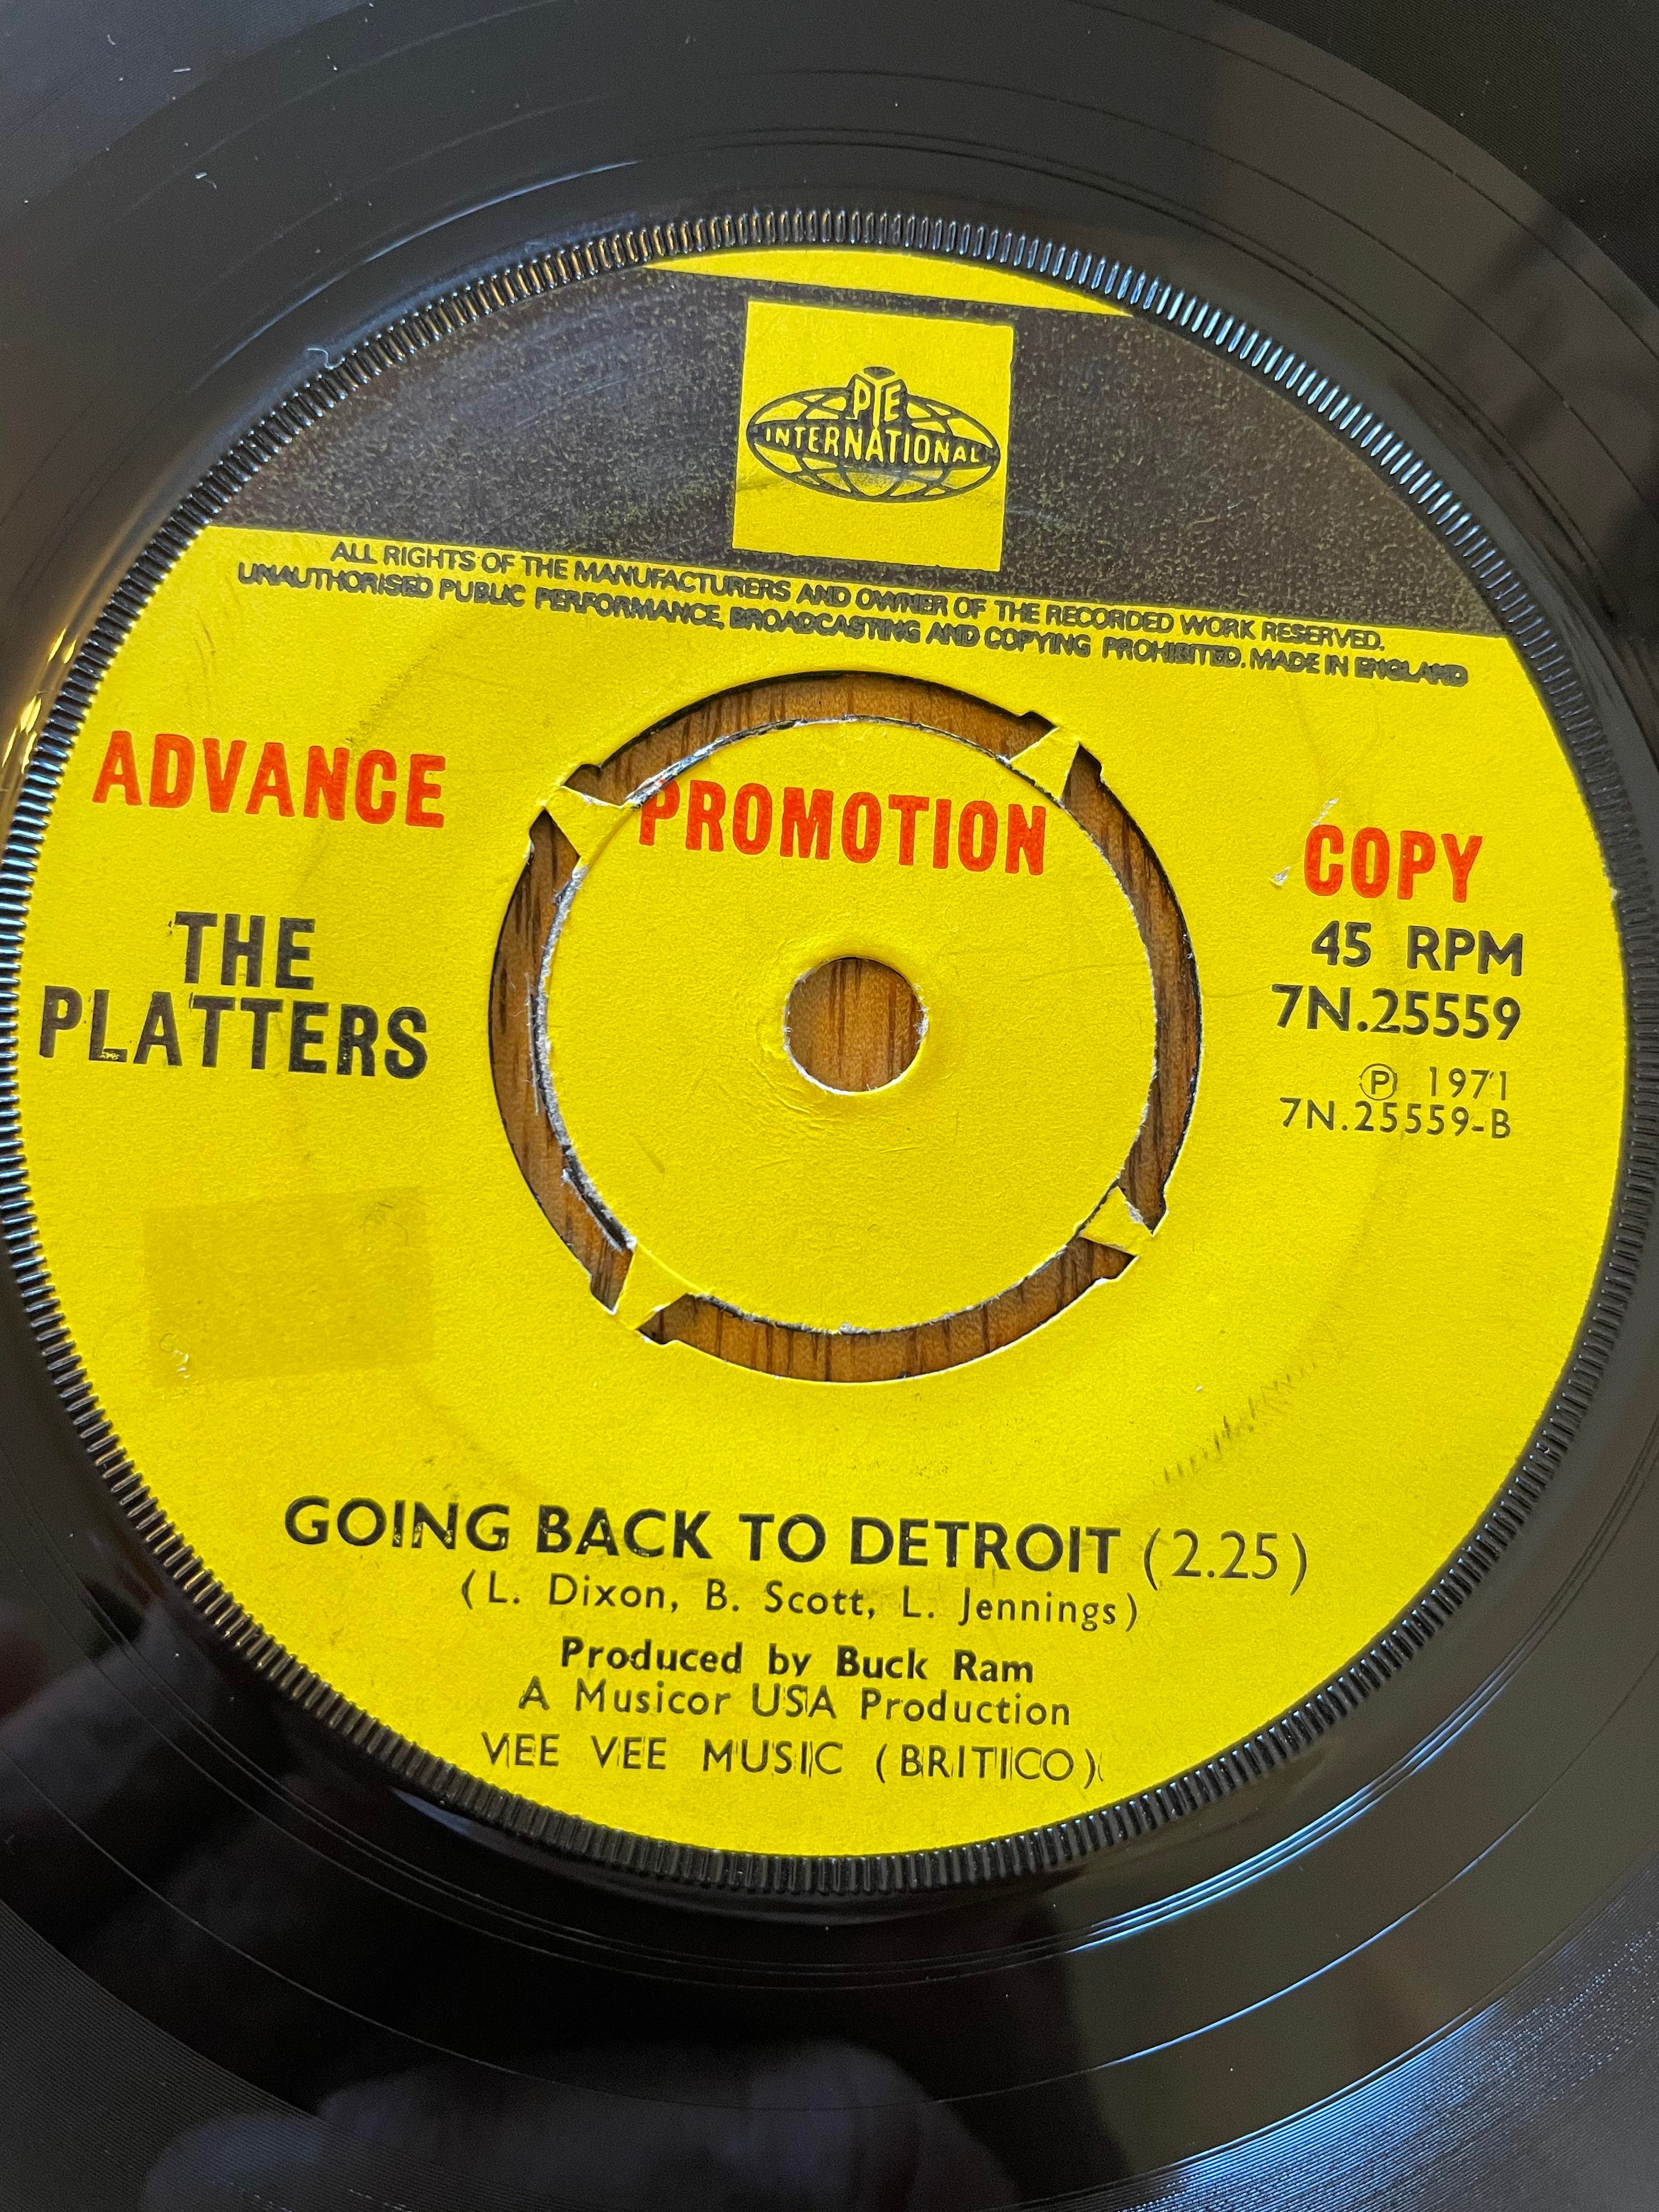 PYE
INTERNATIONAL
ALL RIGHTS OF THE MANUFACTURERS AND OWNER OF THE RECORDED WORK RESERVED.
UNAUTHORISED PUBLIC PERFORMANCE, BROADCASTING AND COPYING PROHIBITED. MADE IN ENGLAND
ADVANCE PROMOTION COPY
THE
PLATTERS
45 RPM
7N.25559
Ⓟ 1971
7N.25559-B
GOING BACK TO DETROIT (2.25)
(L. Dixon, B. Scott, L. Jennings)
Produced by Buck Ram
A Musicor USA Production
VEE VEE MUSIC (BRITICO)